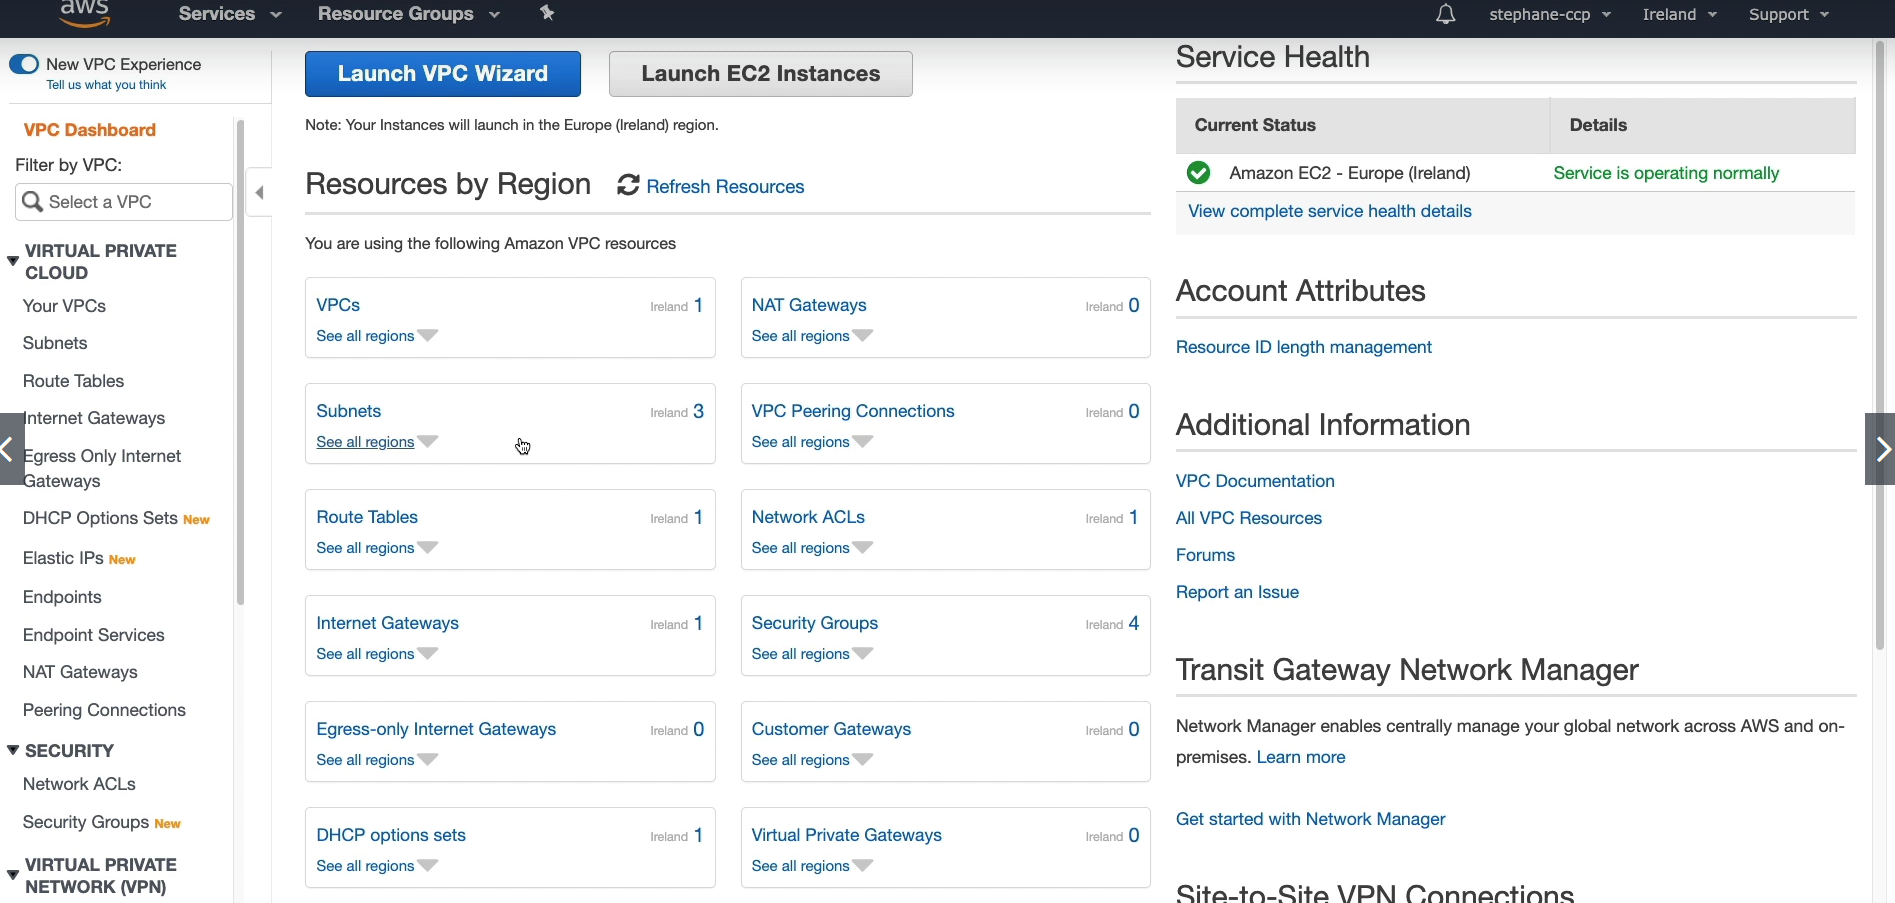 aws
Services
Resource Groups
stephane-ccp
Ireland
Support
New VPC Experience
Tell us what you think
VPC Dashboard
Filter by VPC:
Select a VPC
VIRTUAL PRIVATE
CLOUD
Your VPCs
Subnets
Route Tables
Internet Gateways
Egress Only Internet
Gateways
DHCP Options Sets New
Elastic IPs New
Endpoints
Endpoint Services
NAT Gateways
Peering Connections
SECURITY
Network ACLs
Security Groups New
VIRTUAL PRIVATE
NETWORK (VPN)
Launch VPC Wizard
Launch EC2 Instances
Note: Your Instances will launch in the Europe (Ireland) region.
Resources by Region
Refresh Resources
You are using the following Amazon VPC resources
VPCs Ireland 1
See all regions
NAT Gateways Ireland 0
See all regions
Subnets Ireland 3
See all regions
VPC Peering Connections Ireland 0
See all regions
Route Tables Ireland 1
See all regions
Network ACLs Ireland 1
See all regions
Internet Gateways Ireland 1
See all regions
Security Groups Ireland 4
See all regions
Egress-only Internet Gateways Ireland 0
See all regions
Customer Gateways Ireland 0
See all regions
DHCP options sets Ireland 1
See all regions
Virtual Private Gateways Ireland 0
See all regions
Service Health
Current Status Details
Amazon EC2 - Europe (Ireland) Service is operating normally
View complete service health details
Account Attributes
Resource ID length management
Additional Information
VPC Documentation
All VPC Resources
Forums
Report an Issue
Transit Gateway Network Manager
Network Manager enables centrally manage your global network across AWS and on-
premises. Learn more
Get started with Network Manager
Site-to-Site VPN Connections